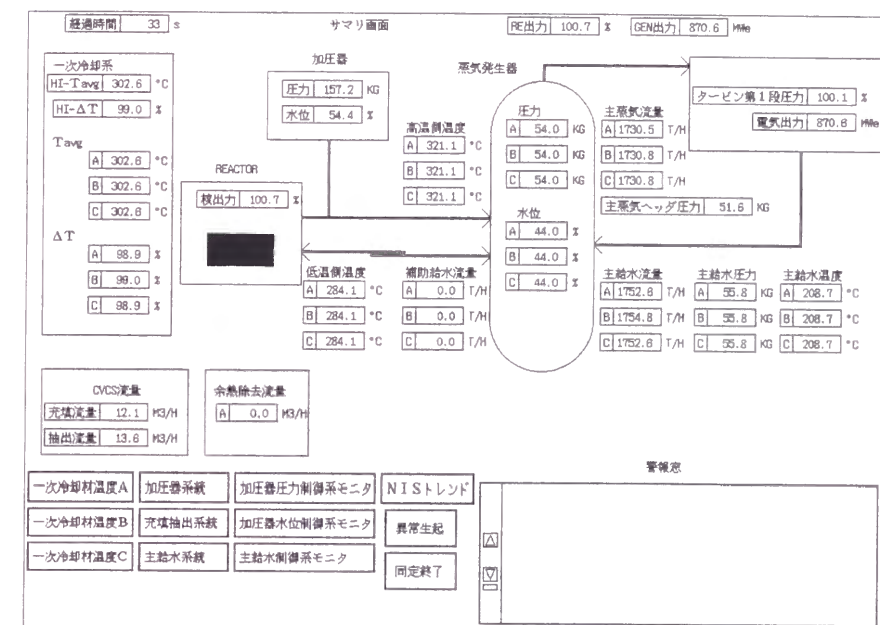 経過時間 33 s サマリ画面 RE出力 100.7 % GEN出力 870.6 MWe
一次冷却系
HI-Tavg 302.6 °C
HI-ΔT 99.0 %
Tavg
A 302.6 °C
B 302.6 °C
C 302.6 °C
ΔT
A 98.9 %
B 99.0 %
C 98.9 %
加圧器
圧力 157.2 KG
水位 54.4 %
REACTOR
核出力 100.7 %
高温側温度
A 321.1 °C
B 321.1 °C
C 321.1 °C
低温側温度
A 284.1 °C
B 284.1 °C
C 284.1 °C
補助給水流量
A 0.0 T/H
B 0.0 T/H
C 0.0 T/H
蒸気発生器
圧力
A 54.0 KG
B 54.0 KG
C 54.0 KG
水位
A 44.0 %
B 44.0 %
C 44.0 %
主蒸気流量
A 1730.5 T/H
B 1730.8 T/H
C 1730.8 T/H
主蒸気ヘッダ圧力 51.6 KG
タービン第1段圧力 100.1 %
電気出力 870.6 MWe
主給水流量
A 1752.6 T/H
B 1754.8 T/H
C 1752.6 T/H
主給水圧力
A 55.8 KG
B 55.8 KG
C 55.8 KG
主給水温度
A 208.7 °C
B 208.7 °C
C 208.7 °C
CVCS流量
充填流量 12.1 M3/H
抽出流量 13.6 M3/H
余熱除去流量
A 0.0 M3/H
一次冷却材温度A 加圧器系統 加圧器圧力制御系モニタ NISトレンド
一次冷却材温度B 充填抽出系統 加圧器水位制御系モニタ 異常生起
一次冷却材温度C 主給水系統 主給水制御系モニタ 同定終了
警報窓